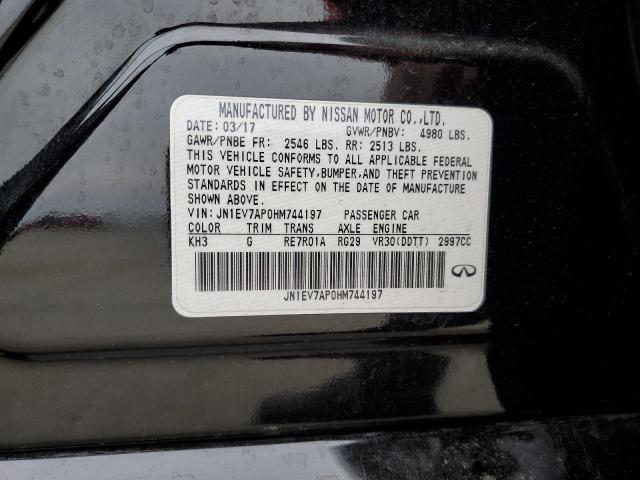 MANUFACTURED BY NISSAN MOTOR CO.,LTD.
DATE: 03/17 GVWR/PNBV: 4980 LBS.
GAWR/PNBE FR: 2546 LBS. RR: 2513 LBS.
THIS VEHICLE CONFORMS TO ALL APPLICABLE FEDERAL
MOTOR VEHICLE SAFETY,BUMPER,AND THEFT PREVENTION
STANDARDS IN EFFECT ON THE DATE OF MANUFACTURE
SHOWN ABOVE.
VIN: JN1EV7AP0HM744197 PASSENGER CAR
COLOR TRIM TRANS AXLE ENGINE
KH3 G RE7R01A RG29 VR30(DDTT) 2997CC
JN1EV7AP0HM744197